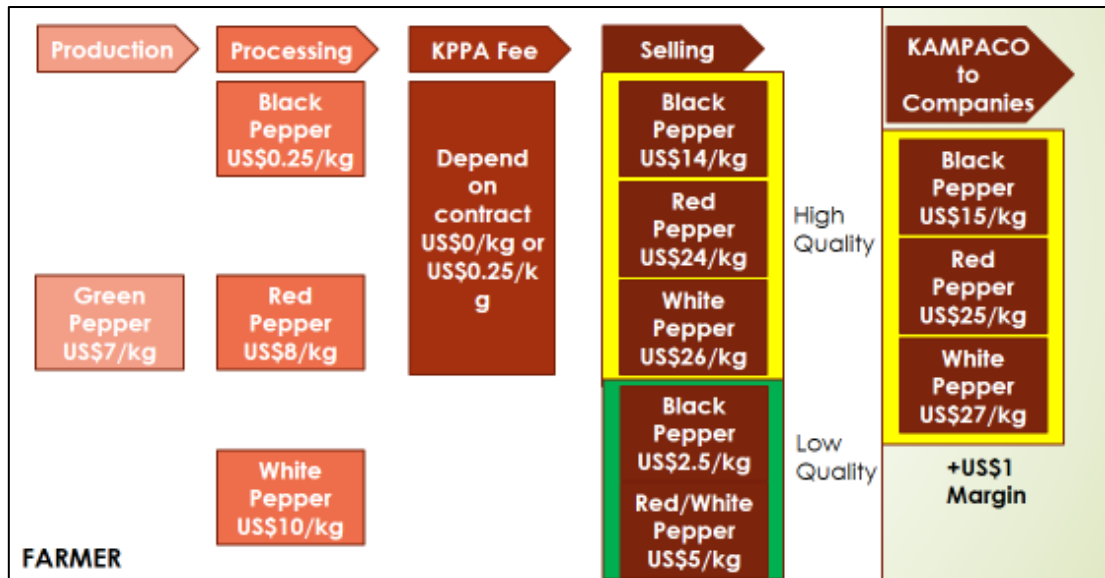 Production
Processing
KPPA Fee
Selling
KAMPACO
to
Companies
Black
Pepper
US$0.25/kg
Green
Pepper
US$7/kg
Red
Pepper
US$8/kg
White
Pepper
US$10/kg
Depend
on
contract
US$0/kg or
US$0.25/k
g
Black
Pepper
US$14/kg
Red
Pepper
US$24/kg
White
Pepper
US$26/kg
High
Quality
Black
Pepper
US$2.5/kg
Red/White
Pepper
US$5/kg
Low
Quality
Black
Pepper
US$15/kg
Red
Pepper
US$25/kg
White
Pepper
US$27/kg
+US$1
Margin
FARMER